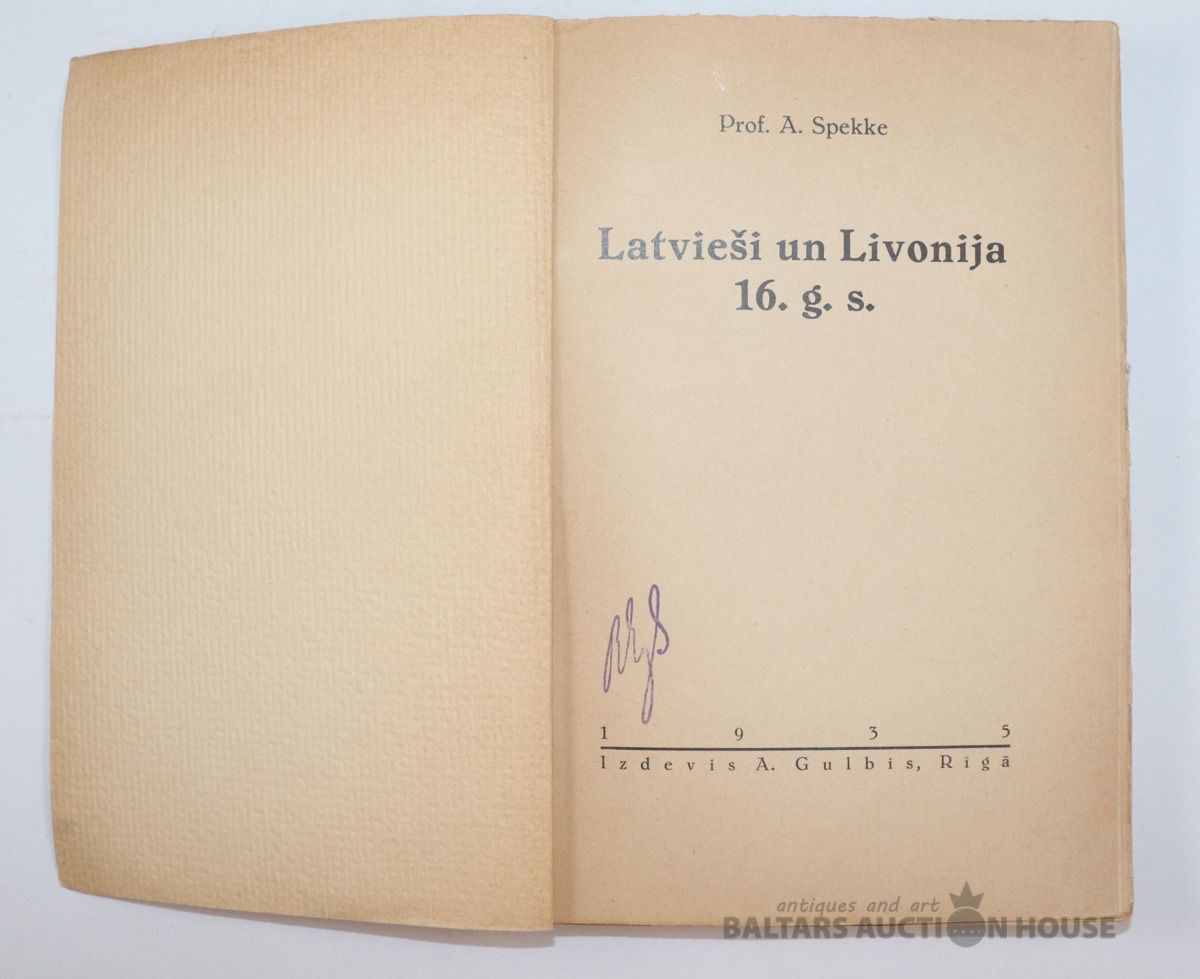 Prof. A. Spekke
Latvieši un Livonija
16. g. s.
1 9 3 5
Izdevis A. Gulbis, Rīgā
antiques and art
BALTARS AUCTION HOUSE